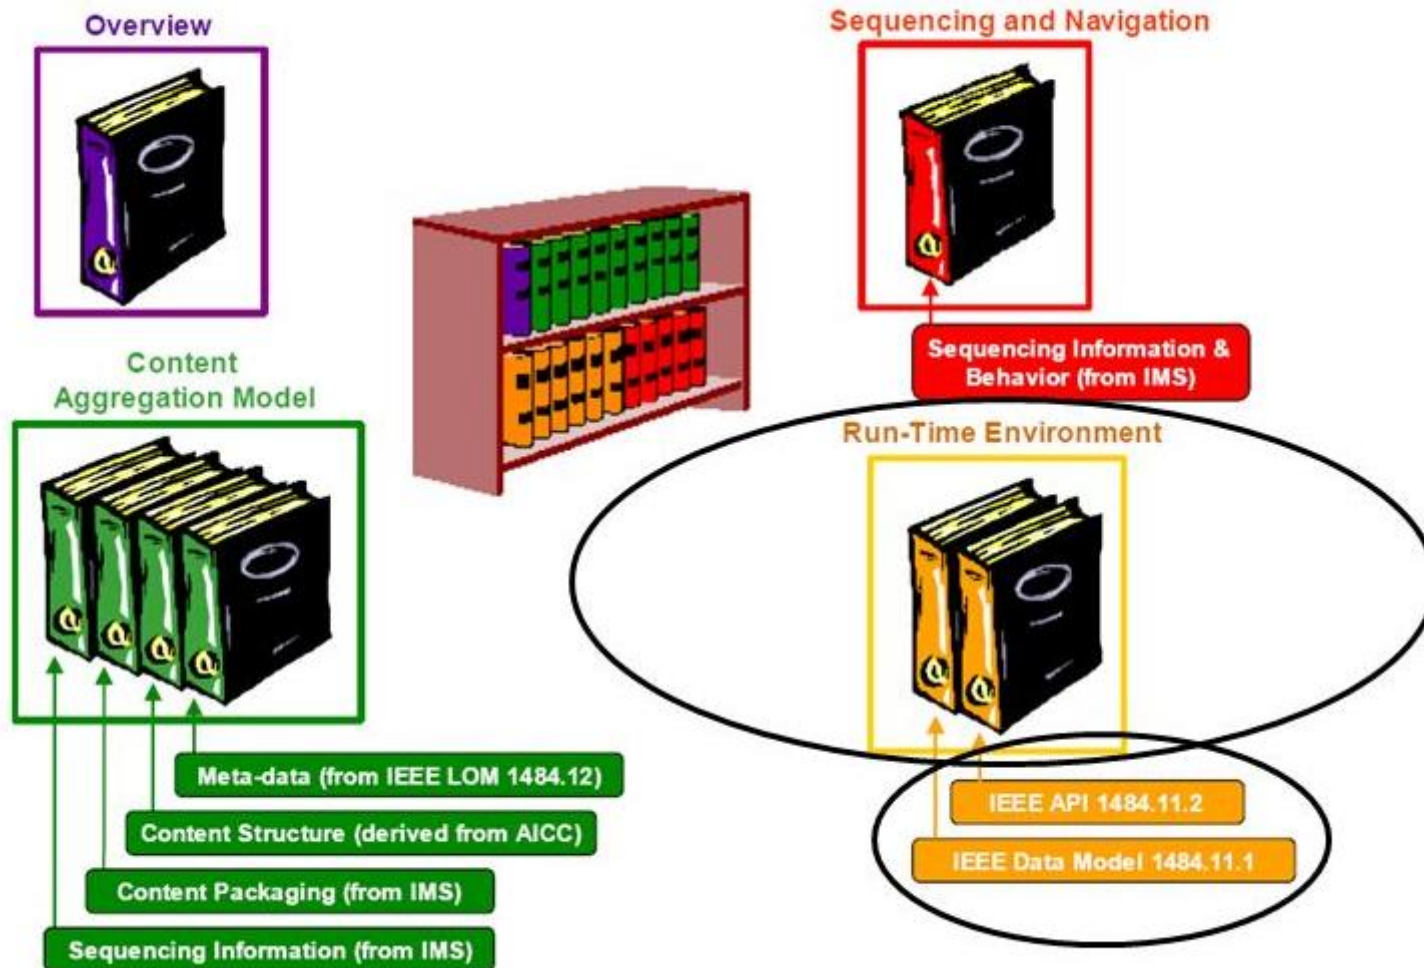 Overview
Sequencing and Navigation
Sequencing Information &
Behavior (from IMS)
Content
Aggregation Model
Run-Time Environment
Meta-data (from IEEE LOM 1484.12)
Content Structure (derived from AICC)
Content Packaging (from IMS)
Sequencing Information (from IMS)
IEEE API 1484.11.2
IEEE Data Model 1484.11.1